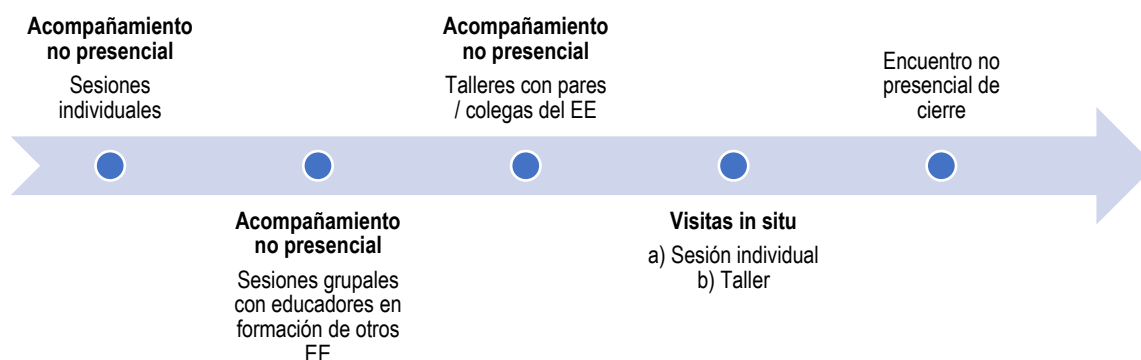 Acompañamiento
no presencial
Sesiones
individuales
Acompañamiento
no presencial
Sesiones grupales
con educadores en
formación de otros
EE
Acompañamiento
no presencial
Talleres con pares
/ colegas del EE
Visitas in situ
a) Sesión individual
b) Taller
Encuentro no
presencial de
cierre